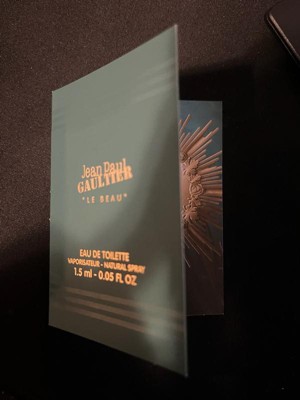 Jean Paul
GAULTIER
"LE BEAU"
EAU DE TOILETTE
VAPORISATEUR - NATURAL SPRAY
1.5 ml - 0.05 FL OZ